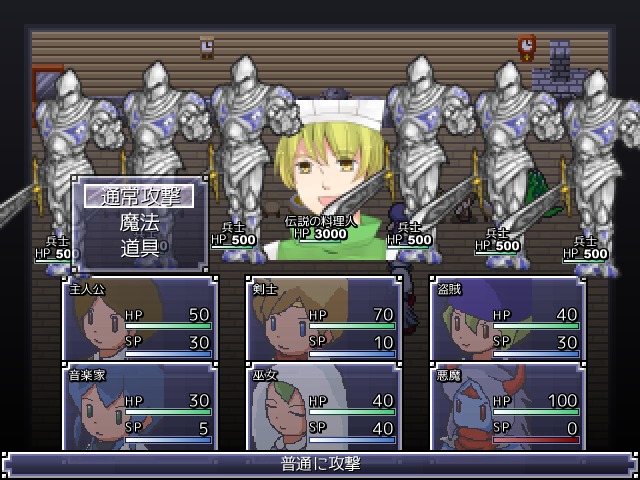 伝説の料理人
HP 3000
兵士
HP 500
兵士
HP 500
兵士
HP 500
兵士
HP 500
兵士
HP 500
通常攻撃
魔法
道具
主人公
HP 50
SP 30
剣士
HP 70
SP 10
盗賊
HP 40
SP 30
音楽家
HP 30
SP 5
巫女
HP 40
SP 40
悪魔
HP 100
SP 0
普通に攻撃